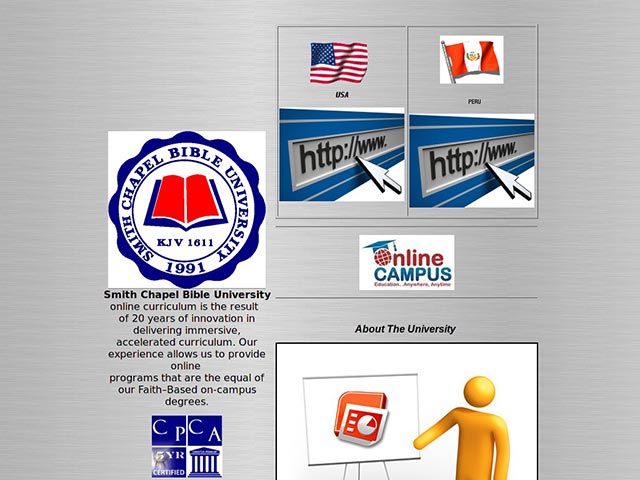 USA
PERU
http://www.
http://www.
SMITH CHAPEL BIBLE UNIVERSITY
KJV 1611
1991
Online
CAMPUS
Education...Anywhere, Anytime
Smith Chapel Bible University
online curriculum is the result
of 20 years of innovation in
delivering immersive,
accelerated curriculum. Our
experience allows us to provide
online
programs that are the equal of
our Faith–Based on-campus
degrees.
About The University
C P C A
5 YR
CERTIFIED